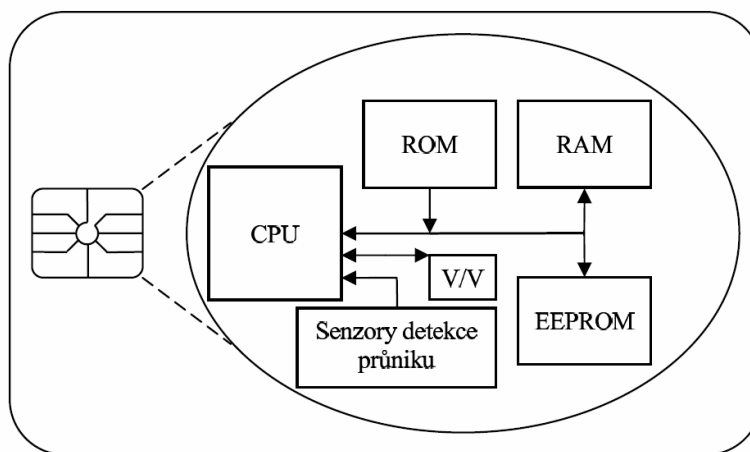 ROM
RAM
CPU
V/V
EEPROM
Senzory detekce
průniku